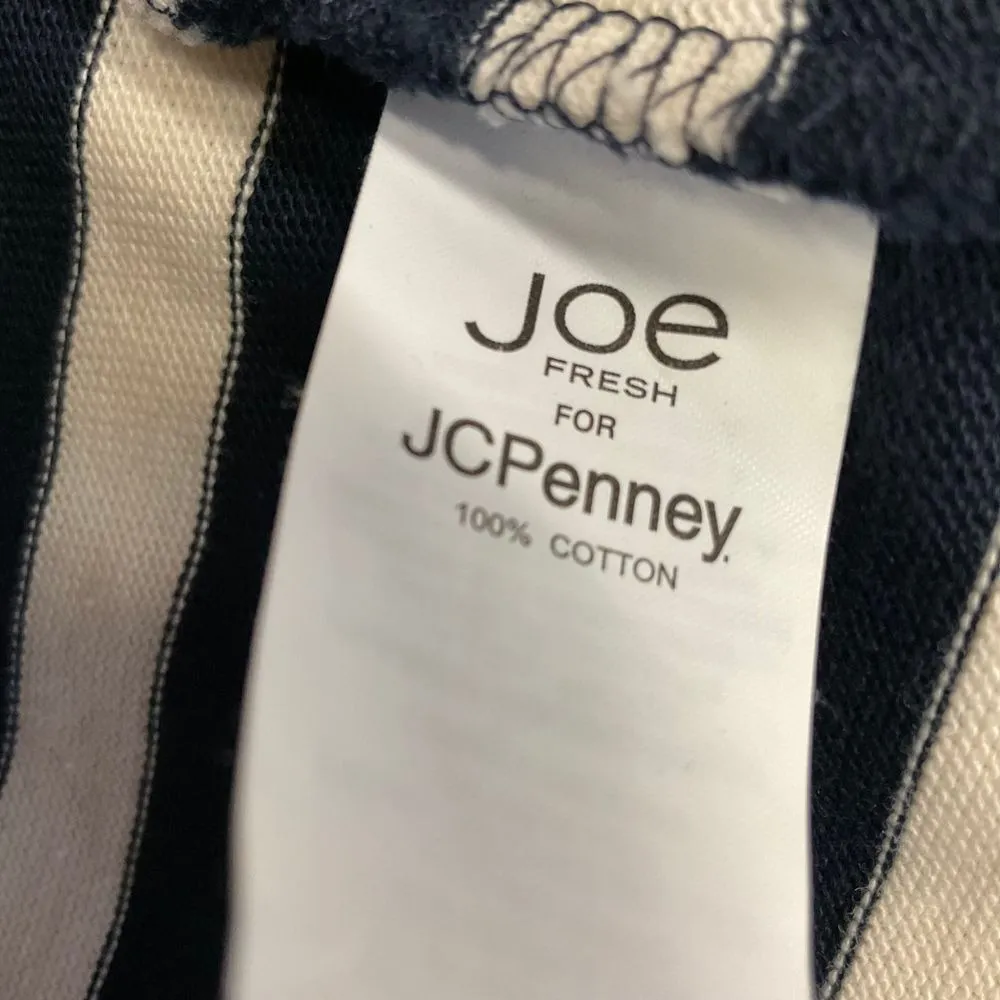 Joe
FRESH
FOR
JCPenney.
100% COTTON